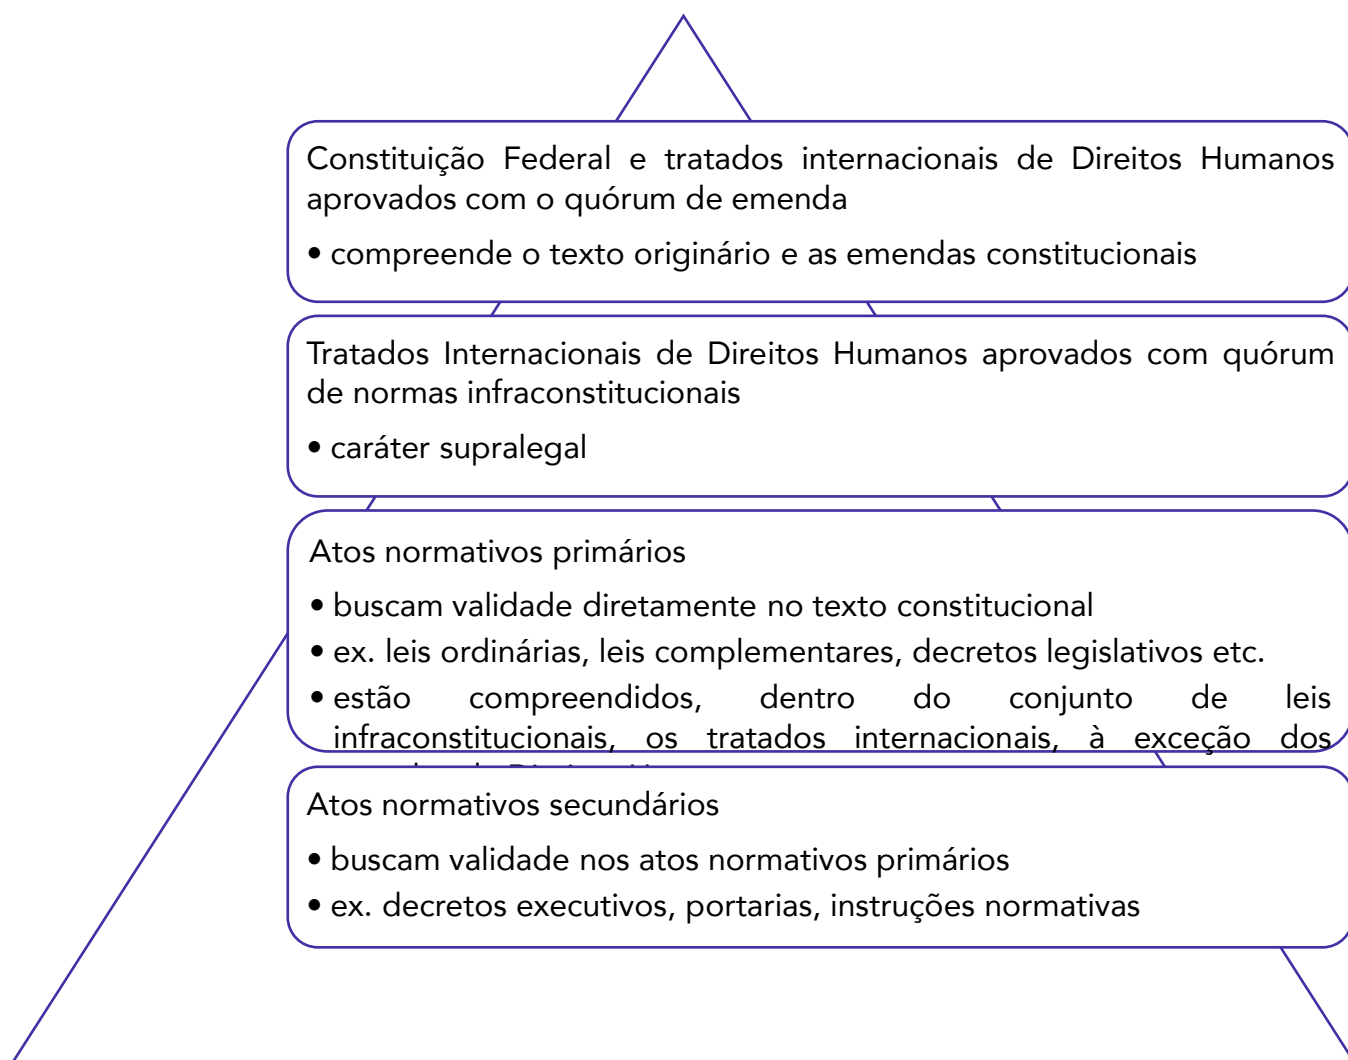 Constituição Federal e tratados internacionais de Direitos Humanos
aprovados com o quórum de emenda
• compreende o texto originário e as emendas constitucionais
Tratados Internacionais de Direitos Humanos aprovados com quórum
de normas infraconstitucionais
• caráter supralegal
Atos normativos primários
• buscam validade diretamente no texto constitucional
• ex. leis ordinárias, leis complementares, decretos legislativos etc.
• estão compreendidos, dentro do conjunto de leis
infraconstitucionais, os tratados internacionais, à exceção dos
Atos normativos secundários
• buscam validade nos atos normativos primários
• ex. decretos executivos, portarias, instruções normativas